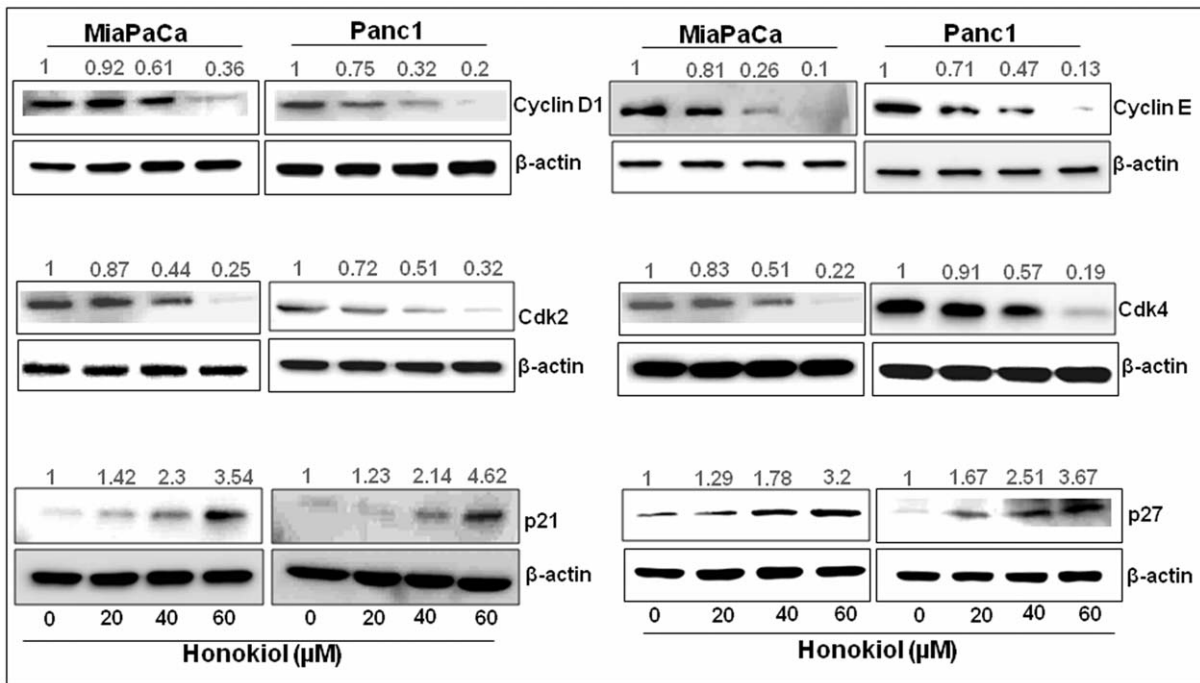 MiaPaCa Panc1 MiaPaCa Panc1
1 0.92 0.61 0.36 1 0.75 0.32 0.2 1 0.81 0.26 0.1 1 0.71 0.47 0.13
Cyclin D1 Cyclin E
β-actin β-actin
1 0.87 0.44 0.25 1 0.72 0.51 0.32 1 0.83 0.51 0.22 1 0.91 0.57 0.19
Cdk2 Cdk4
β-actin β-actin
1 1.42 2.3 3.54 1 1.23 2.14 4.62 1 1.29 1.78 3.2 1 1.67 2.51 3.67
p21 p27
β-actin β-actin
0 20 40 60 0 20 40 60 0 20 40 60 0 20 40 60
Honokiol (µM) Honokiol (µM)